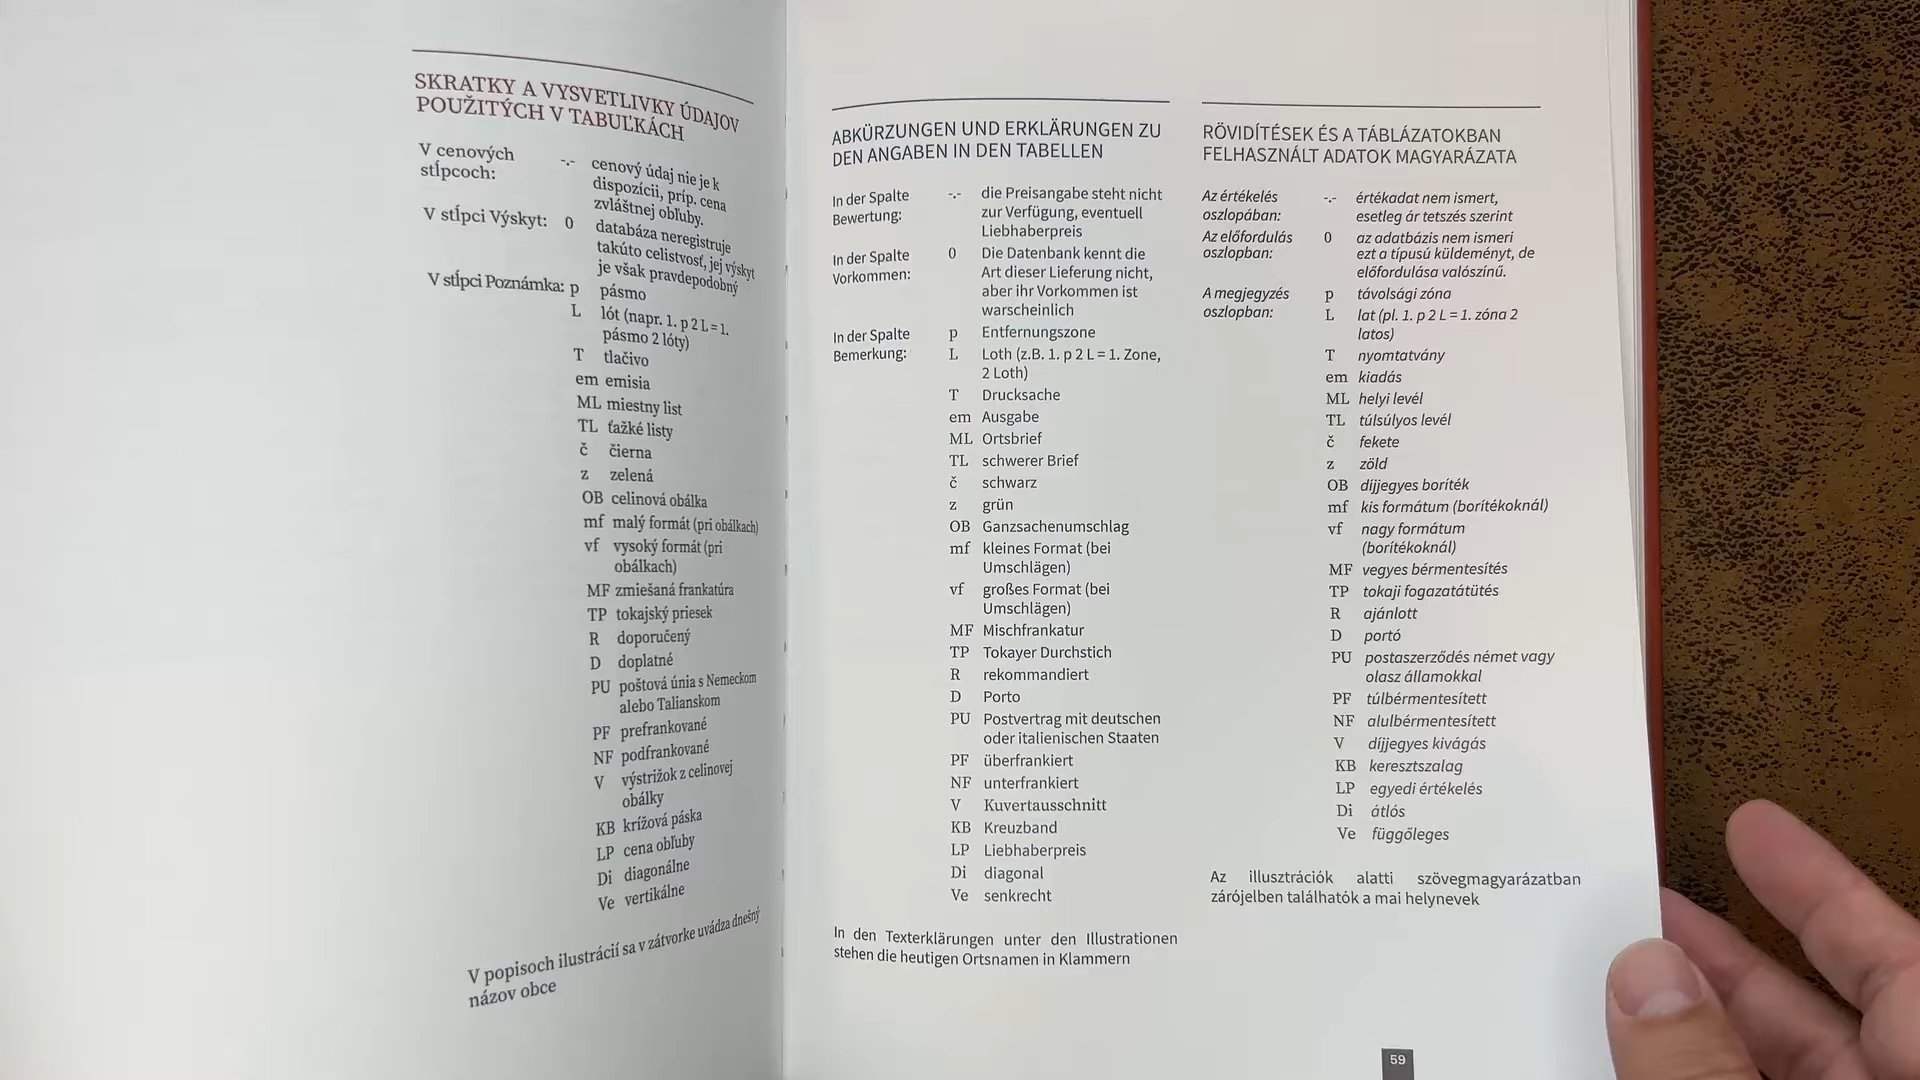 SKRATKY A VYSVETLIVKY ÚDAJOV
POUŽITÝCH V TABUĽKÁCH
V cenových
stĺpcoch:
-.- cenový údaj nie je k
dispozícii, príp. cena
zvláštnej obľuby.
V stĺpci Výskyt: 0 databáza neregistruje
takúto celistvosť, jej výskyt
je však pravdepodobný
V stĺpci Poznámka: p pásmo
L lót (napr. 1. p 2 L = 1.
pásmo 2 lóty)
T tlačivo
em emisia
ML miestny list
TL ťažké listy
č čierna
z zelená
OB celinová obálka
mf malý formát (pri obálkach)
vf vysoký formát (pri
obálkach)
MF zmiešaná frankatúra
TP tokajský priesek
R doporučený
D doplatné
PU poštová únia s Nemeckom
alebo Talianskom
PF prefrankované
NF podfrankované
V výstrižok z celinovej
obálky
KB krížová páska
LP cena obľuby
Di diagonálne
Ve vertikálne
V popisoch ilustrácií sa v zátvorke uvádza dnešný
názov obce
ABKÜRZUNGEN UND ERKLÄRUNGEN ZU
DEN ANGABEN IN DEN TABELLEN
In der Spalte
Bewertung:
-.- die Preisangabe steht nicht
zur Verfügung, eventuell
Liebhaberpreis
In der Spalte
Vorkommen:
0 Die Datenbank kennt die
Art dieser Lieferung nicht,
aber ihr Vorkommen ist
warscheinlich
In der Spalte
Bemerkung:
p Entfernungszone
L Loth (z.B. 1. p 2 L = 1. Zone,
2 Loth)
T Drucksache
em Ausgabe
ML Ortsbrief
TL schwerer Brief
č schwarz
z grün
OB Ganzsachenumschlag
mf kleines Format (bei
Umschlägen)
vf großes Format (bei
Umschlägen)
MF Mischfrankatur
TP Tokayer Durchstich
R rekommandiert
D Porto
PU Postvertrag mit deutschen
oder italienischen Staaten
PF überfrankiert
NF unterfrankiert
V Kuvertausschnitt
KB Kreuzband
LP Liebhaberpreis
Di diagonal
Ve senkrecht
In den Texterklärungen unter den Illustrationen
stehen die heutigen Ortsnamen in Klammern
RÖVIDÍTÉSEK ÉS A TÁBLÁZATOKBAN
FELHASZNÁLT ADATOK MAGYARÁZATA
Az értékelés
oszlopában:
-.- értékadat nem ismert,
esetleg ár tetszés szerint
Az előfordulás
oszlopban:
0 az adatbázis nem ismeri
ezt a típusú küldeményt, de
előfordulása valószínű.
A megjegyzés
oszlopban:
p távolsági zóna
L lat (pl. 1. p 2 L = 1. zóna 2
latos)
T nyomtatvány
em kiadás
ML helyi levél
TL túlsúlyos levél
č fekete
z zöld
OB díjjegyes boríték
mf kis formátum (borítékoknál)
vf nagy formátum
(borítékoknál)
MF vegyes bérmentesítés
TP tokaji fogazatátütés
R ajánlott
D portó
PU postaszerződés német vagy
olasz államokkal
PF túlbérmentesített
NF alulbérmentesített
V díjjegyes kivágás
KB keresztszalag
LP egyedi értékelés
Di átlós
Ve függőleges
Az illusztrációk alatti szövegmagyarázatban
zárójelben találhatók a mai helynevek
59